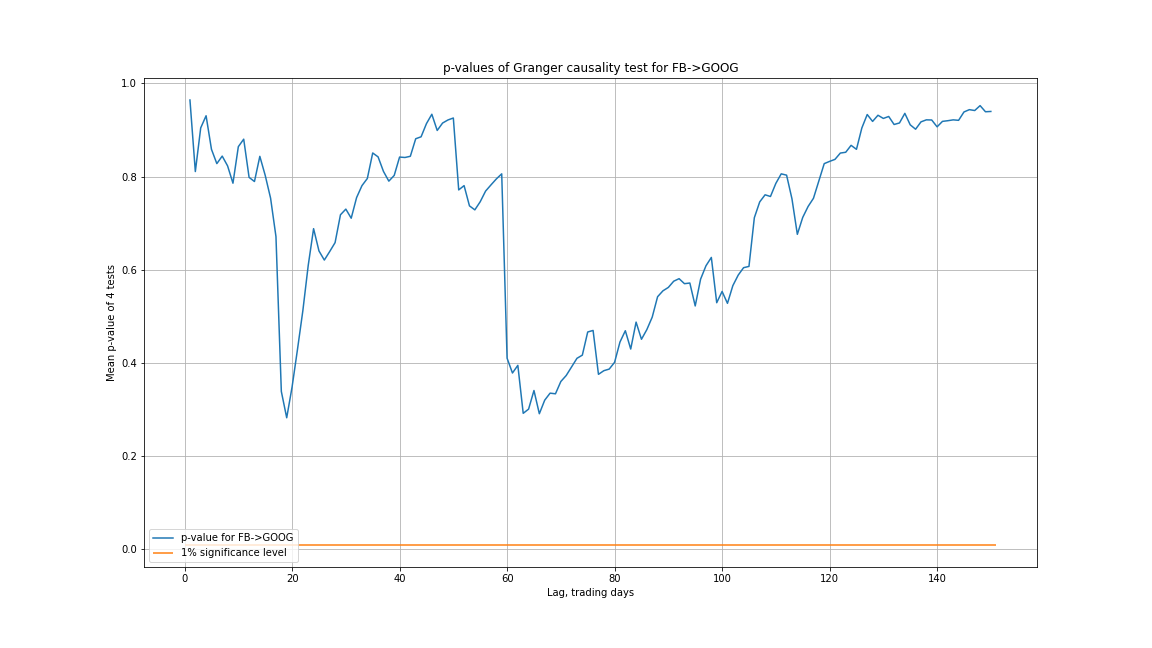 p-values of Granger causality test for FB->GOOG
Mean p-value of 4 tests
1.0
0.8
0.6
0.4
0.2
0.0
p-value for FB->GOOG
1% significance level
0 20 40 60 80 100 120 140
Lag, trading days